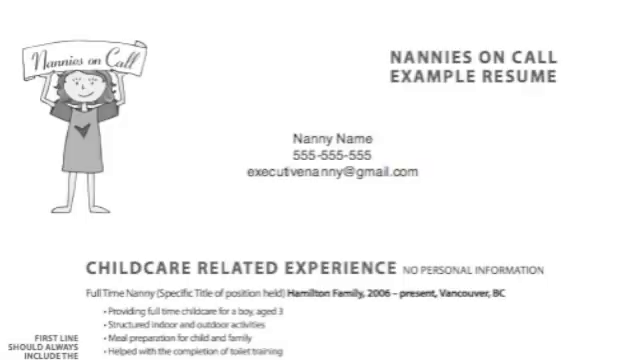 Nannies on Call
NANNIES ON CALL
EXAMPLE RESUME
Nanny Name
555-555-555
executivenanny@gmail.com
CHILDCARE RELATED EXPERIENCE NO PERSONAL INFORMATION
Full Time Nanny (Specific Title of position held) Hamilton Family, 2006 – present, Vancouver, BC
• Providing full time childcare for a boy, aged 3
• Structured indoor and outdoor activities
• Meal preparation for child and family
• Helped with the completion of toilet training
FIRST LINE
SHOULD ALWAYS
INCLUDE THE